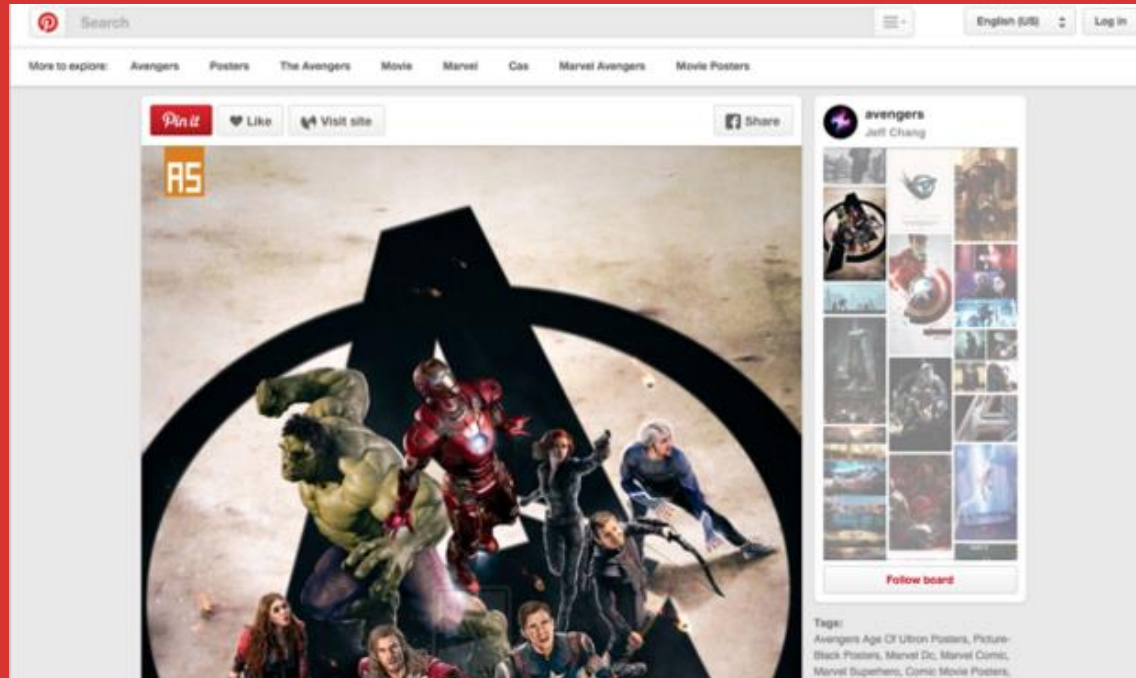 Search
English (US)
Log in
More to explore: Avengers Posters The Avengers Movie Marvel Cas Marvel Avengers Movie Posters
Pin it Like Visit site Share
avengers
Jeff Chang
AS
Follow board
Tags:
Avengers Age Of Ultron Posters, Picture-
Black Posters, Marvel Dc, Marvel Comic,
Marvel Superhero, Comic Movie Posters,